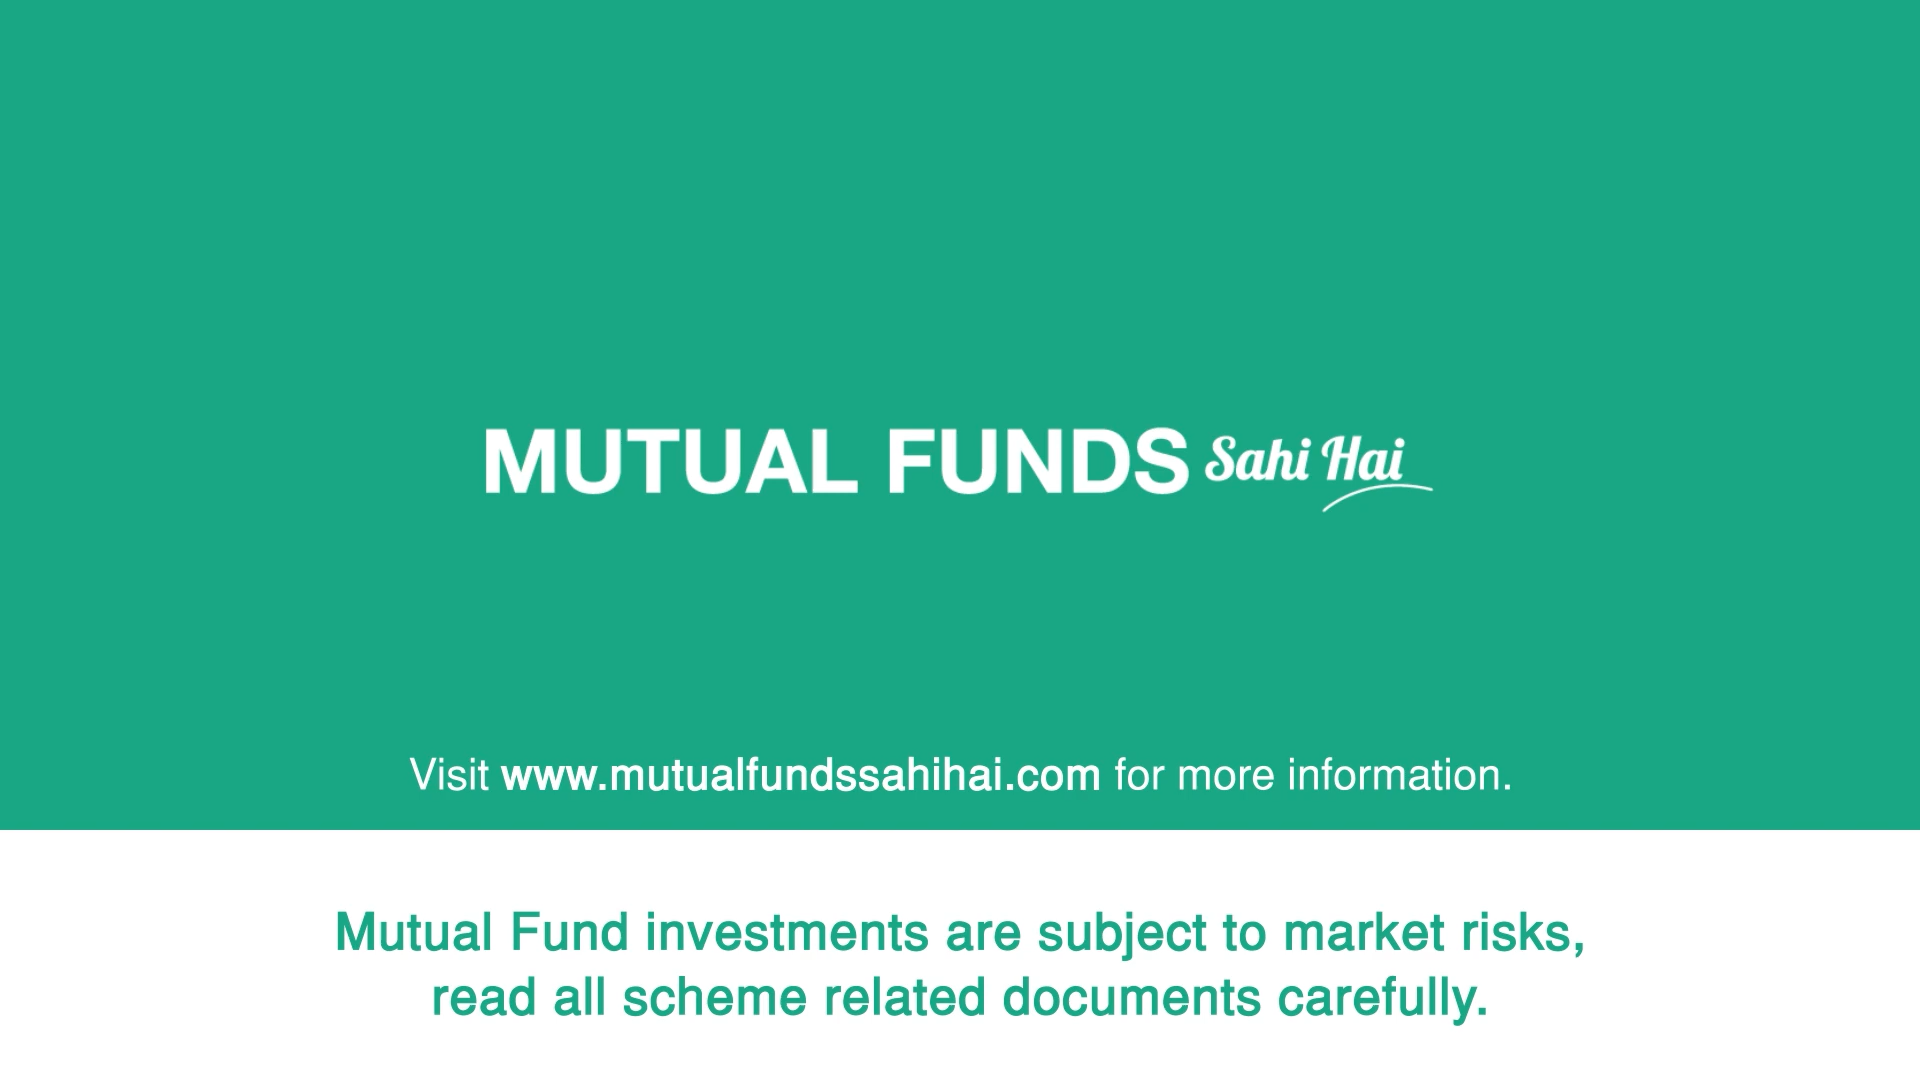 MUTUAL FUNDS Sahi Hai
Visit www.mutualfundssahihai.com for more information.
Mutual Fund investments are subject to market risks,
read all scheme related documents carefully.